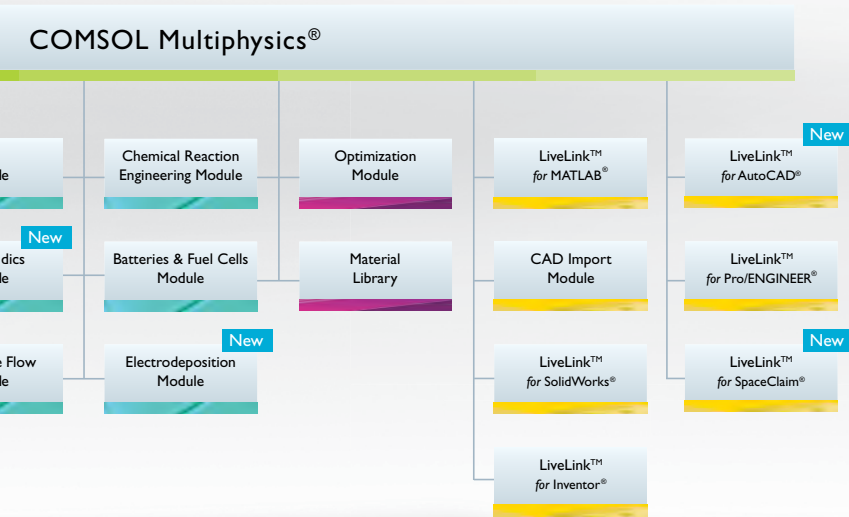 COMSOL Multiphysics®
New
Chemical Reaction
Engineering Module
Optimization
Module
LiveLink™
for MATLAB®
LiveLink™
for AutoCAD®
New
Batteries & Fuel Cells
Module
Material
Library
CAD Import
Module
LiveLink™
for Pro/ENGINEER®
New
New
Flow
Electrodeposition
Module
LiveLink™
for SolidWorks®
LiveLink™
for SpaceClaim®
LiveLink™
for Inventor®